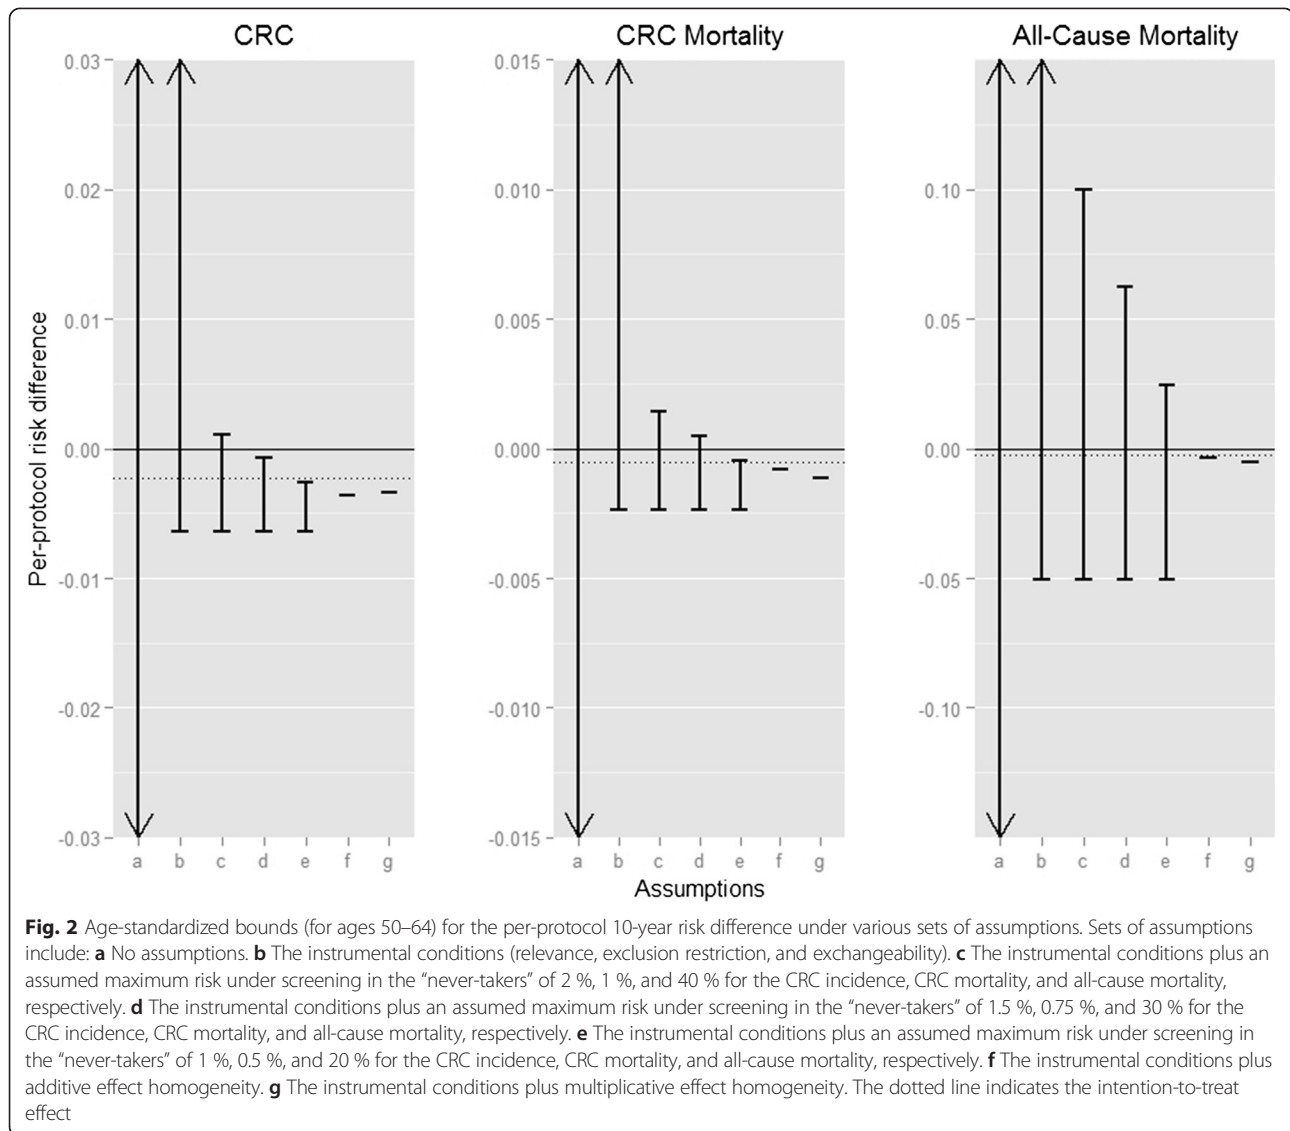 CRC
CRC Mortality
All-Cause Mortality
Per-protocol risk difference
0.03
0.02
0.01
0.00
-0.01
-0.02
-0.03
a b c d e f g
0.015
0.010
0.005
0.000
-0.005
-0.010
-0.015
a b c d e f g
0.10
0.05
0.00
-0.05
-0.10
a b c d e f g
Assumptions
Fig. 2 Age-standardized bounds (for ages 50–64) for the per-protocol 10-year risk difference under various sets of assumptions. Sets of assumptions
include: a No assumptions. b The instrumental conditions (relevance, exclusion restriction, and exchangeability). c The instrumental conditions plus an
assumed maximum risk under screening in the “never-takers” of 2 %, 1 %, and 40 % for the CRC incidence, CRC mortality, and all-cause mortality,
respectively. d The instrumental conditions plus an assumed maximum risk under screening in the “never-takers” of 1.5 %, 0.75 %, and 30 % for the
CRC incidence, CRC mortality, and all-cause mortality, respectively. e The instrumental conditions plus an assumed maximum risk under screening in
the “never-takers” of 1 %, 0.5 %, and 20 % for the CRC incidence, CRC mortality, and all-cause mortality, respectively. f The instrumental conditions plus
additive effect homogeneity. g The instrumental conditions plus multiplicative effect homogeneity. The dotted line indicates the intention-to-treat
effect